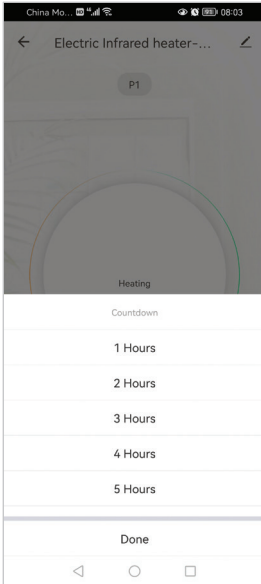 China Mo... HD 08:03
Electric Infrared heater-...
P1
Heating
Countdown
1 Hours
2 Hours
3 Hours
4 Hours
5 Hours
Done